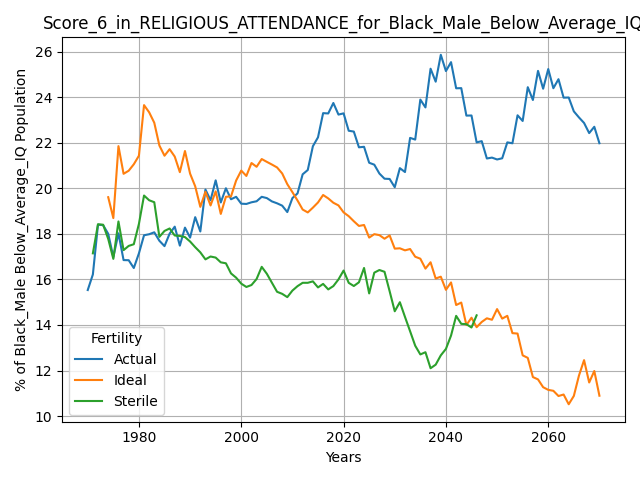 Score_6_in_RELIGIOUS_ATTENDANCE_for_Black_Male_Below_Average_IQ
26
24
22
20
18
16
14
12
10
% of Black_Male Below_Average_IQ Population
Fertility
Actual
Ideal
Sterile
1980
2000
2020
2040
2060
Years